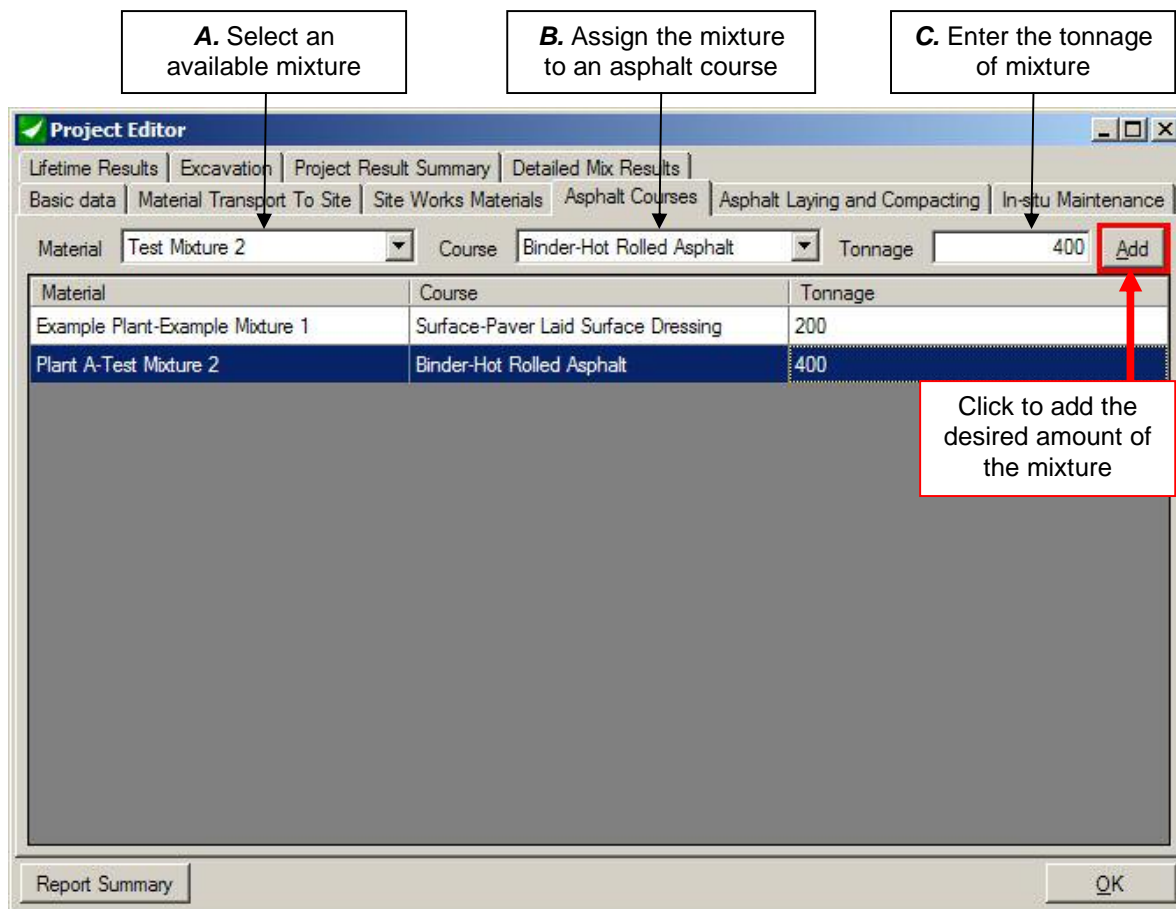 A. Select an
available mixture
B. Assign the mixture
to an asphalt course
C. Enter the tonnage
of mixture
Project Editor
Lifetime Results Excavation Project Result Summary Detailed Mix Results
Basic data Material Transport To Site Site Works Materials Asphalt Courses Asphalt Laying and Compacting In-situ Maintenance
Material Test Mixture 2 Course Binder-Hot Rolled Asphalt Tonnage 400 Add
Material Course Tonnage
Example Plant-Example Mixture 1 Surface-Paver Laid Surface Dressing 200
Plant A-Test Mixture 2 Binder-Hot Rolled Asphalt 400
Click to add the
desired amount of
the mixture
Report Summary OK